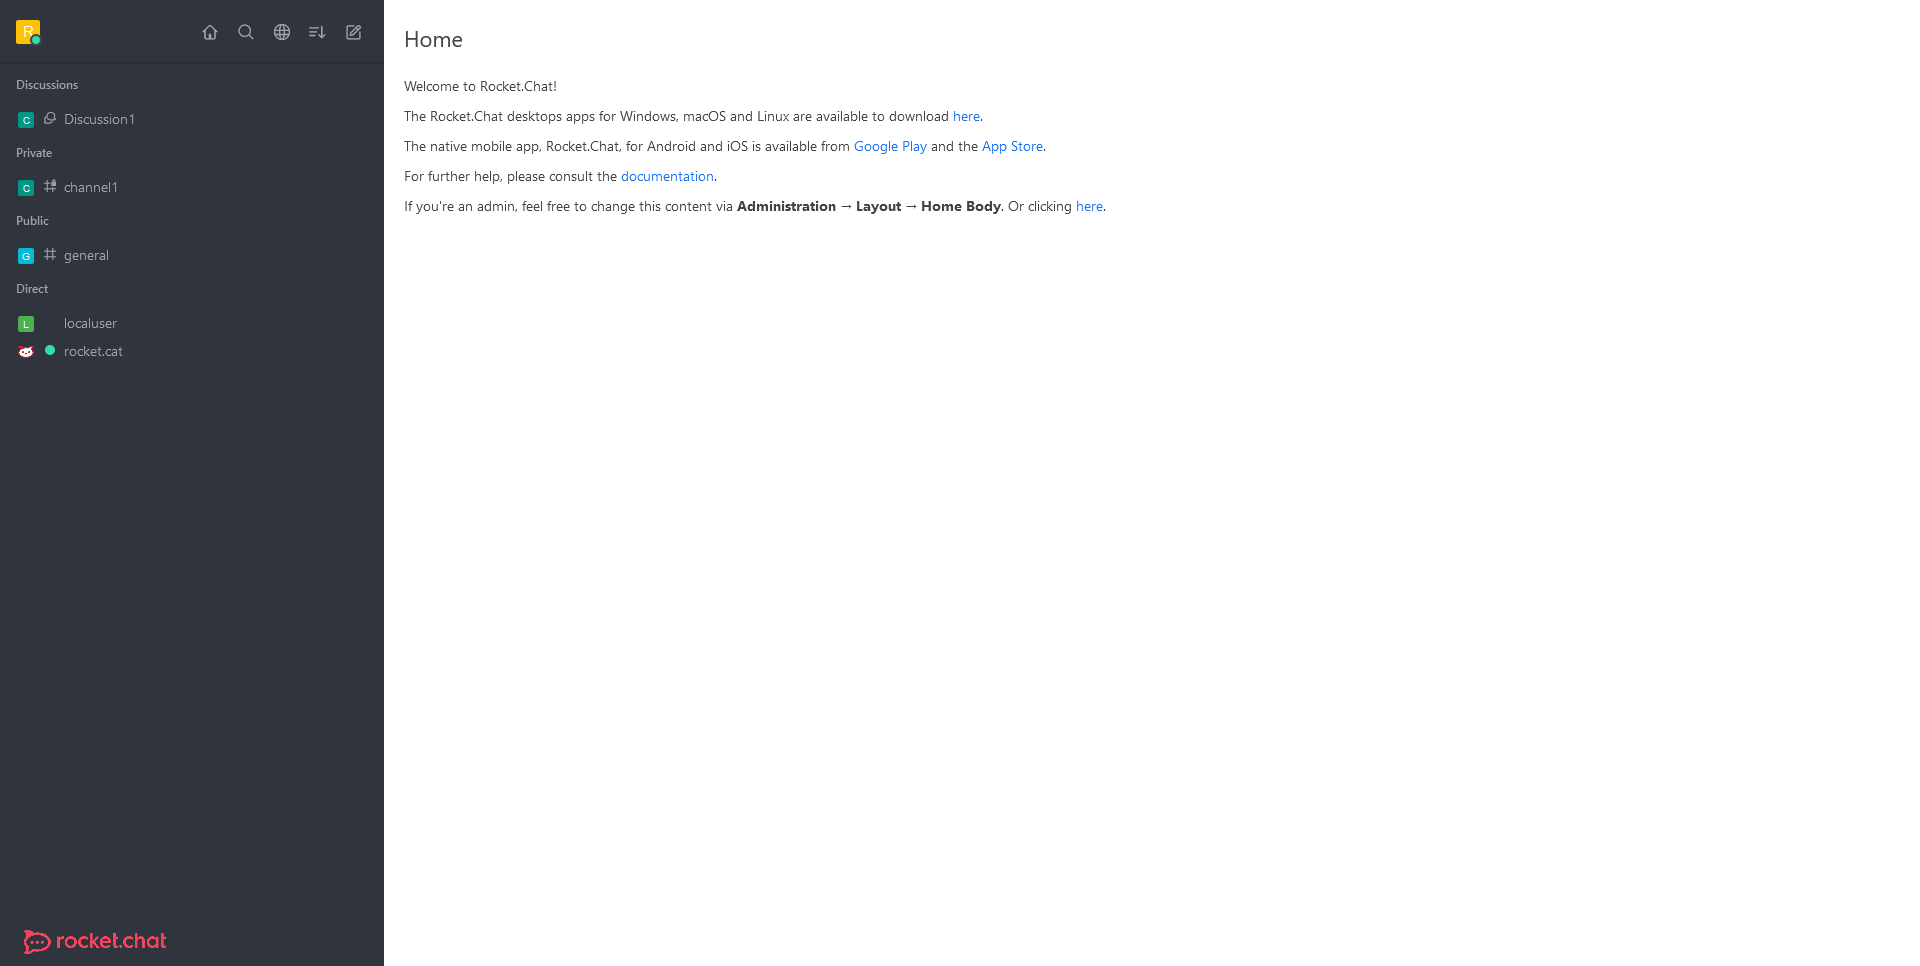 R
Discussions
C Discussion1
Private
C channel1
Public
G general
Direct
L localuser
rocket.cat
rocket.chat
Home
Welcome to Rocket.Chat!
The Rocket.Chat desktops apps for Windows, macOS and Linux are available to download here.
The native mobile app, Rocket.Chat, for Android and iOS is available from Google Play and the App Store.
For further help, please consult the documentation.
If you're an admin, feel free to change this content via Administration → Layout → Home Body. Or clicking here.